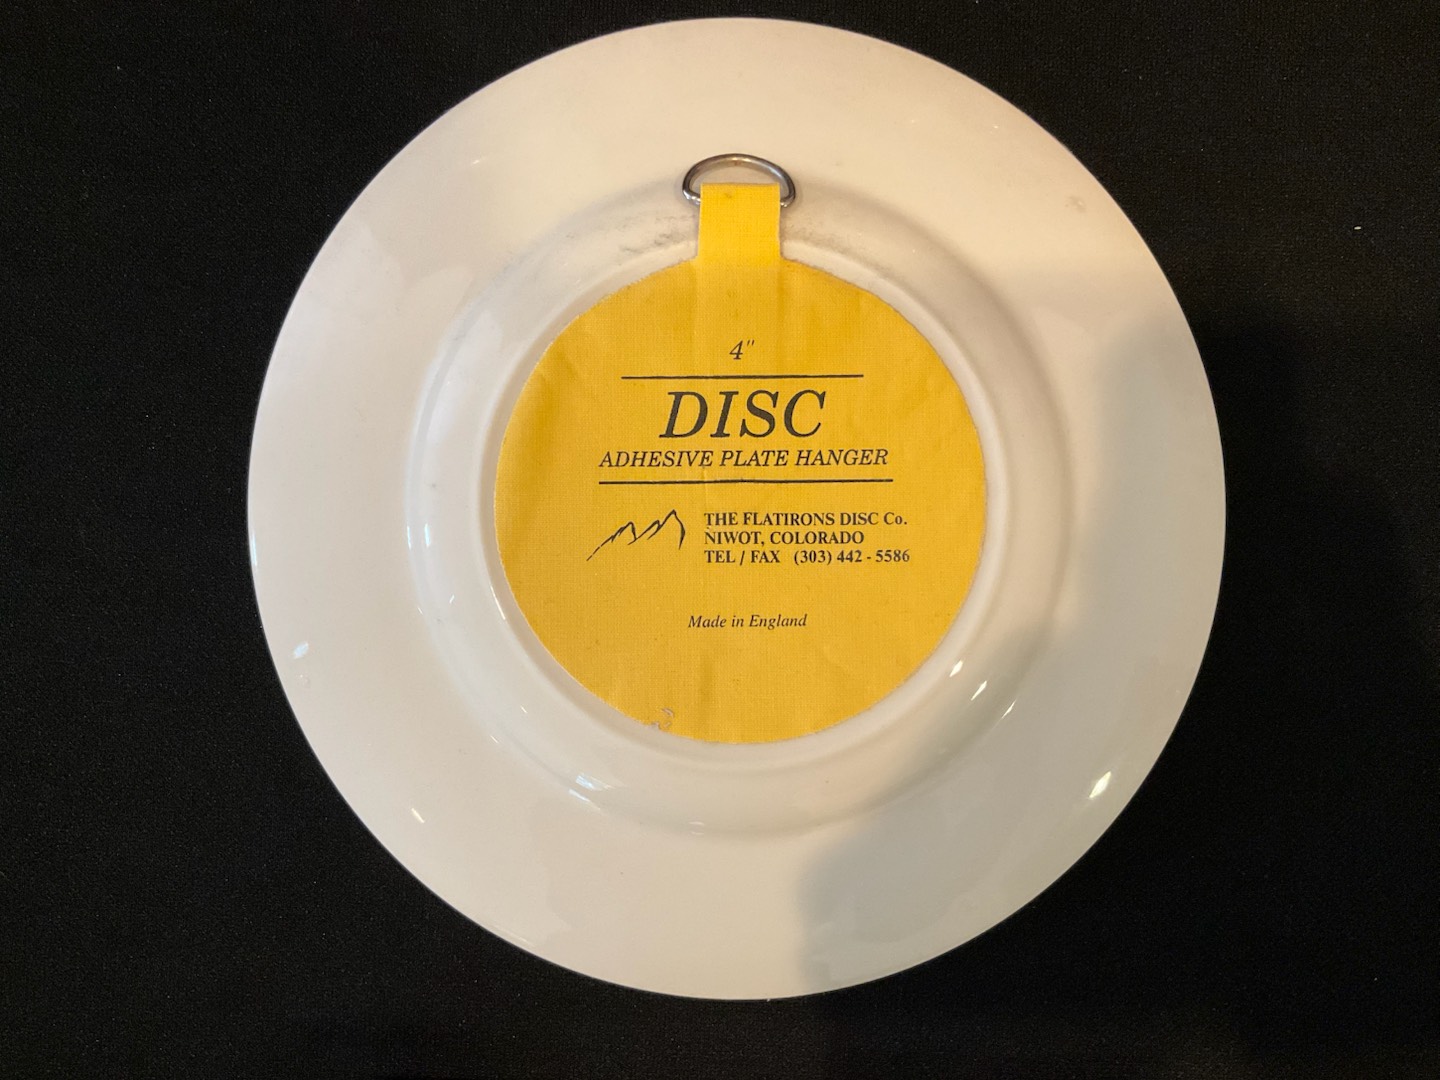 4"
DISC
ADHESIVE PLATE HANGER
THE FLATIRONS DISC Co.
NIWOT, COLORADO
TEL / FAX (303) 442 - 5586
Made in England